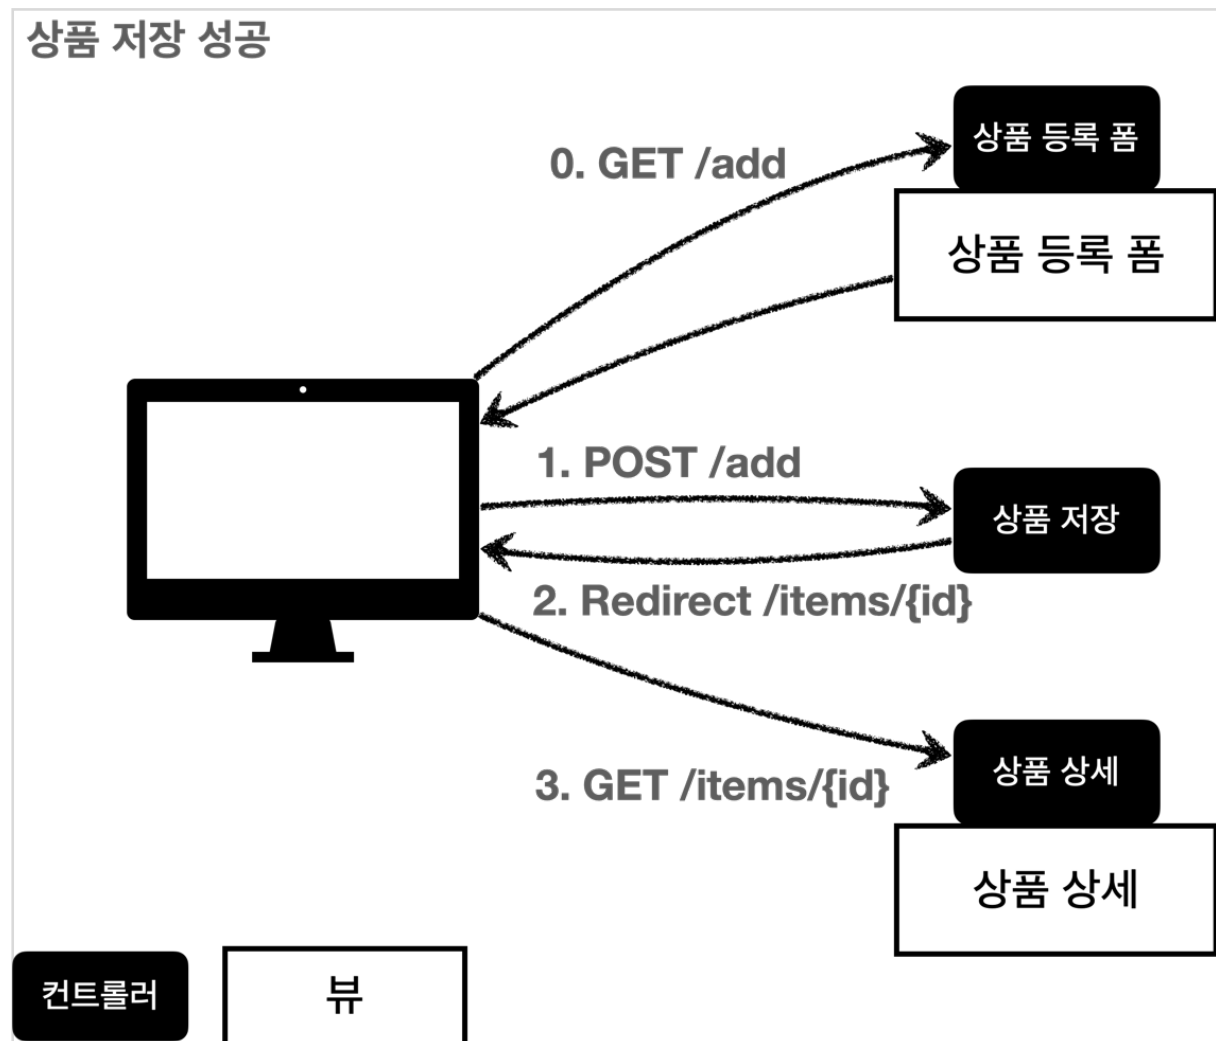 상품 저장 성공
상품 등록 폼
0. GET /add
상품 등록 폼
1. POST /add
상품 저장
2. Redirect /items/{id}
상품 상세
3. GET /items/{id}
상품 상세
컨트롤러
뷰